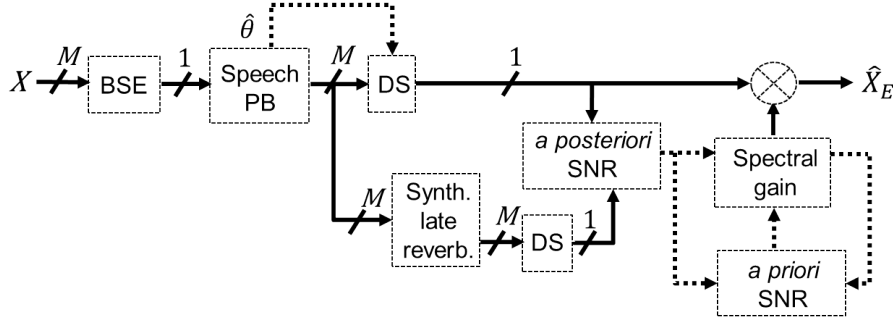 θ̂
X M BSE 1 Speech PB M DS 1 X̂_E
a posteriori SNR
Spectral gain
M Synth. late reverb. M DS 1
a priori SNR